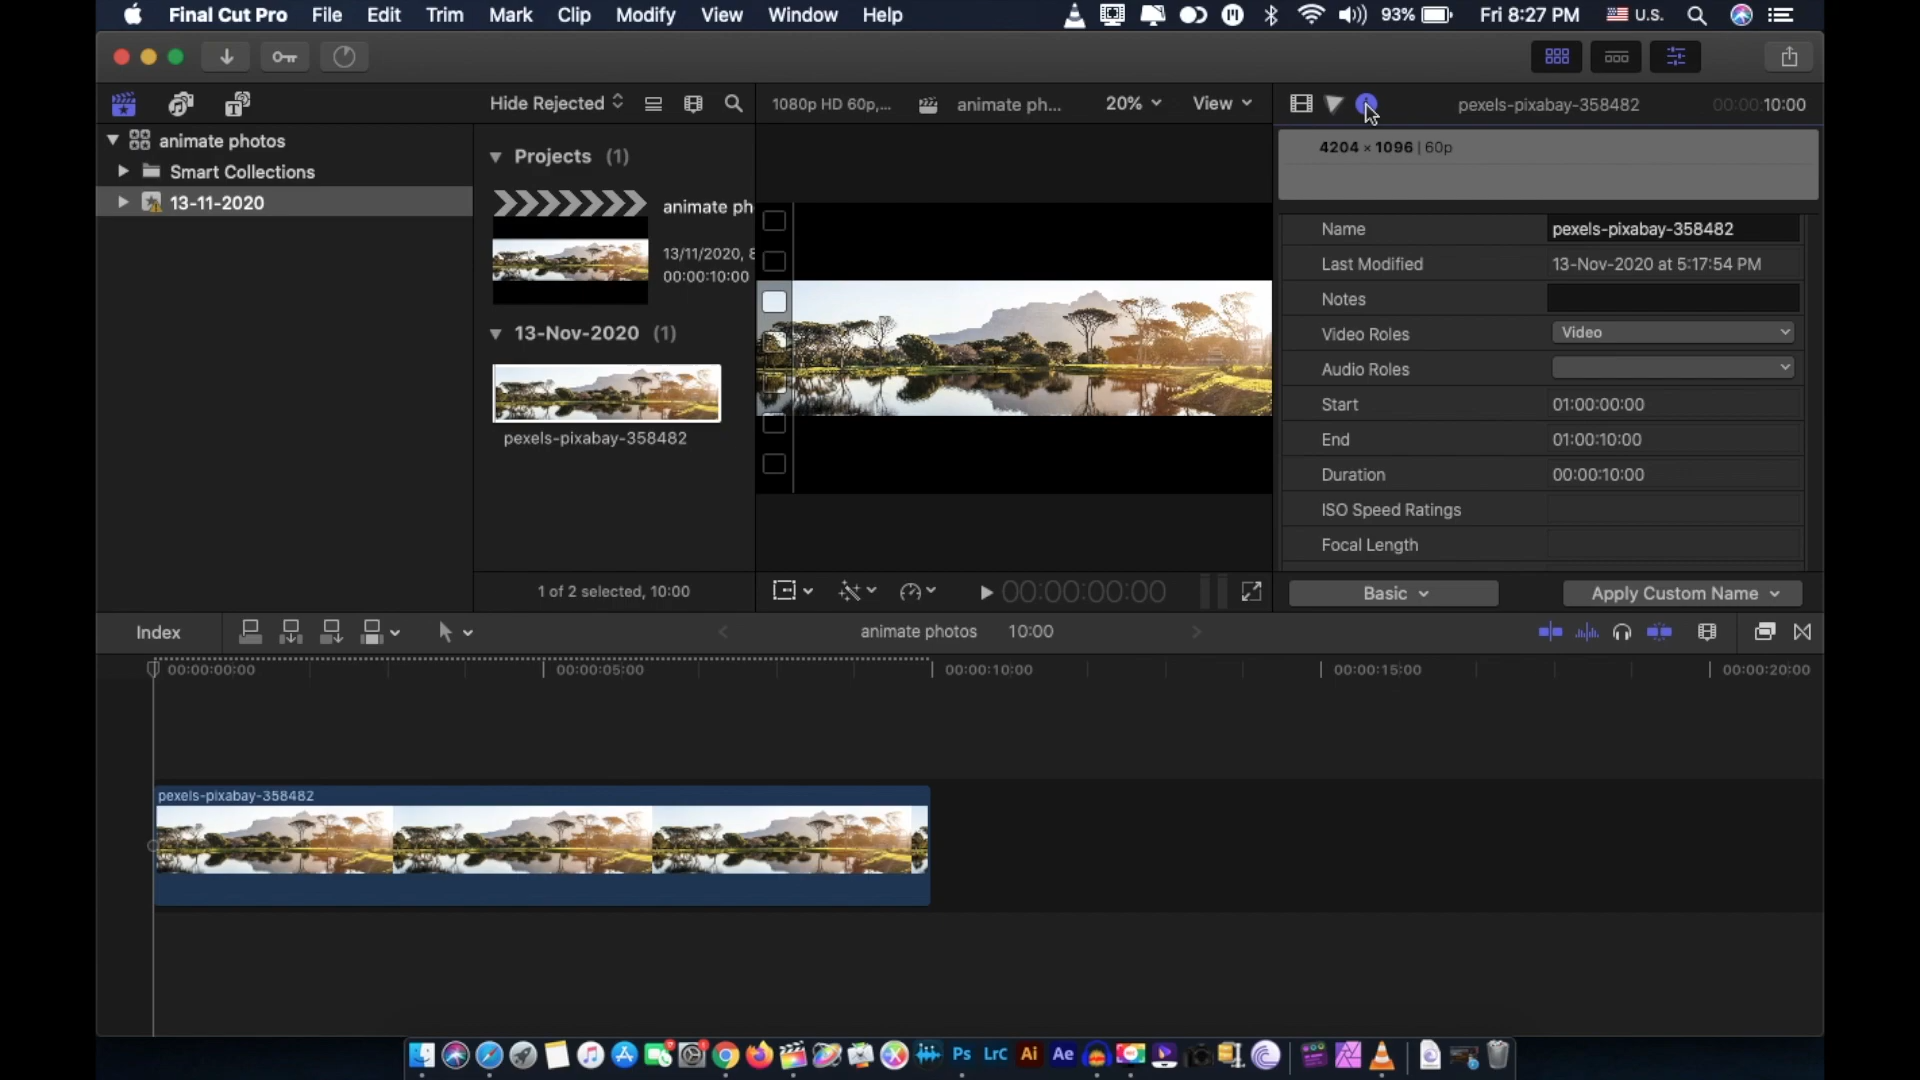 Final Cut Pro File Edit Trim Mark Clip Modify View Window Help 93% Fri 8:27 PM U.S.
Hide Rejected 1080p HD 60p,... animate ph... 20% View pexels-pixabay-358482 00:00:10:00
animate photos
Smart Collections
13-11-2020
Projects (1)
animate ph
13/11/2020, 8
00:00:10:00
13-Nov-2020 (1)
pexels-pixabay-358482
1 of 2 selected, 10:00
00:00:00:00
4204 × 1096 | 60p
Name pexels-pixabay-358482
Last Modified 13-Nov-2020 at 5:17:54 PM
Notes
Video Roles Video
Audio Roles
Start 01:00:00:00
End 01:00:10:00
Duration 00:00:10:00
ISO Speed Ratings
Focal Length
Basic Apply Custom Name
Index animate photos 10:00
00:00:00:00 00:00:05:00 00:00:10:00 00:00:15:00 00:00:20:00
pexels-pixabay-358482
Ps LrC Ai Ae